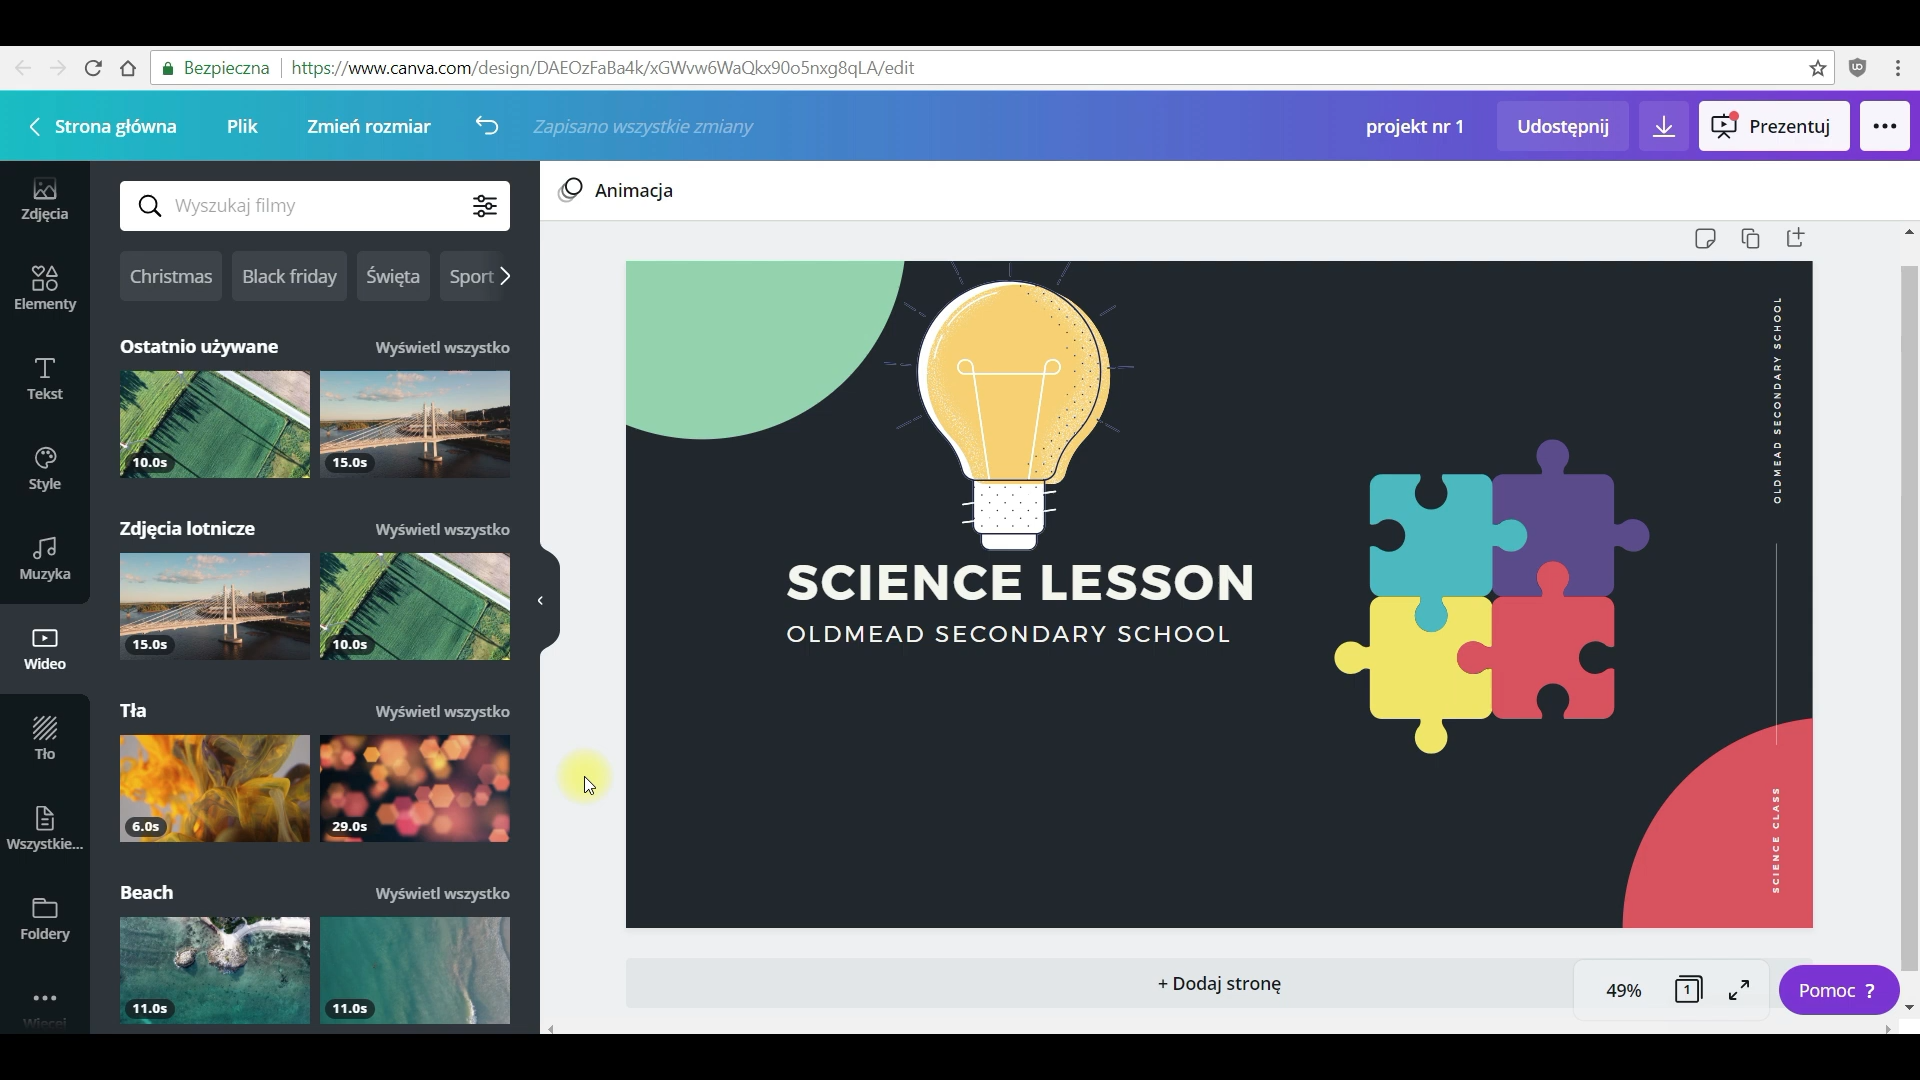 Bezpieczna https://www.canva.com/design/DAEOzFaBa4k/xGWvw6WaQkx90o5nxg8qLA/edit
Strona główna Plik Zmień rozmiar Zapisano wszystkie zmiany projekt nr 1 Udostępnij Prezentuj
Zdjęcia
Elementy
Tekst
Style
Muzyka
Wideo
Tło
Wszystkie...
Foldery
Więcej
Wyszukaj filmy
Christmas Black friday Święta Sport
Ostatnio używane Wyświetl wszystko
10.0s 15.0s
Zdjęcia lotnicze Wyświetl wszystko
15.0s 10.0s
Tła Wyświetl wszystko
6.0s 29.0s
Beach Wyświetl wszystko
11.0s 11.0s
Animacja
SCIENCE LESSON
OLDMEAD SECONDARY SCHOOL
OLDMEAD SECONDARY SCHOOL
SCIENCE CLASS
+ Dodaj stronę
49% 1 Pomoc ?